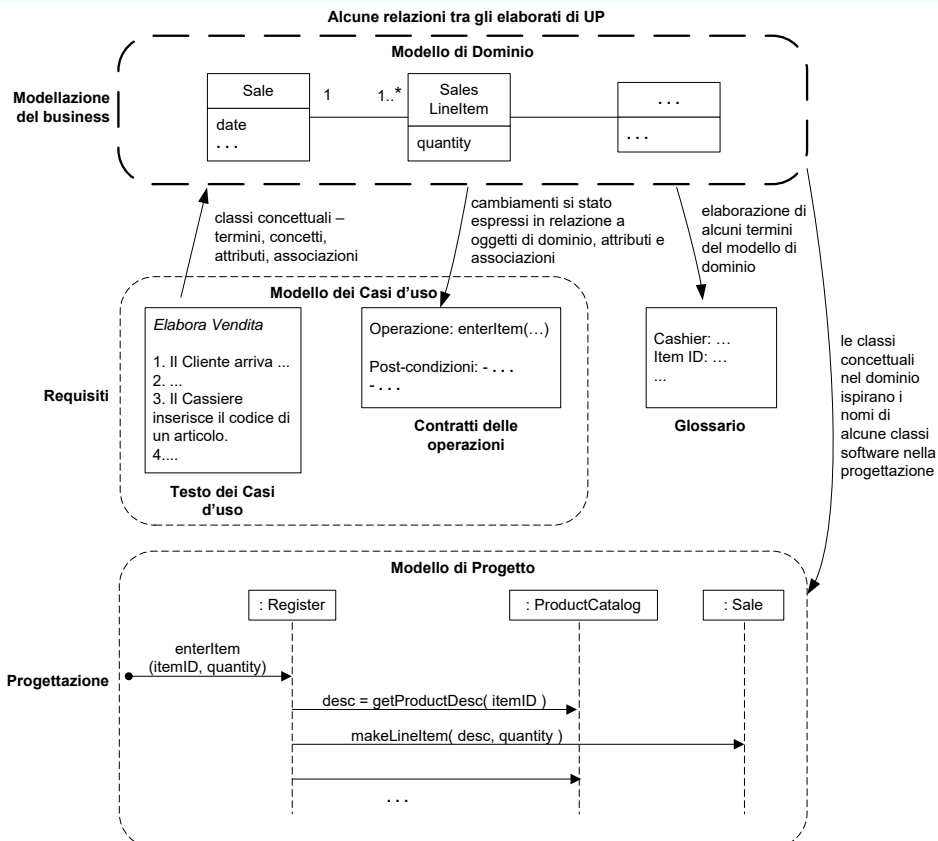 Alcune relazioni tra gli elaborati di UP
Modello di Dominio
Modellazione
del business
Sale
date
. . .
1
1..*
Sales
LineItem
quantity
. . .
. . .
classi concettuali –
termini, concetti,
attributi, associazioni
cambiamenti si stato
espressi in relazione a
oggetti di dominio, attributi e
associazioni
elaborazione di
alcuni termini
del modello di
dominio
le classi
concettuali
nel dominio
ispirano i
nomi di
alcune classi
software nella
progettazione
Requisiti
Modello dei Casi d'uso
Elabora Vendita
1. Il Cliente arriva ...
2. ...
3. Il Cassiere
inserisce il codice di
un articolo.
4....
Testo dei Casi
d'uso
Operazione: enterItem(…)
Post-condizioni: - . . .
- . . .
Contratti delle
operazioni
Cashier: …
Item ID: …
...
Glossario
Progettazione
Modello di Progetto
: Register
: ProductCatalog
: Sale
enterItem
(itemID, quantity)
desc = getProductDesc( itemID )
makeLineItem( desc, quantity )
. . .